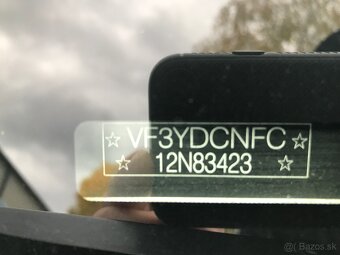 ☆ VF3YDCNFC ☆
☆ 12N83423 ☆
Bazos.sk